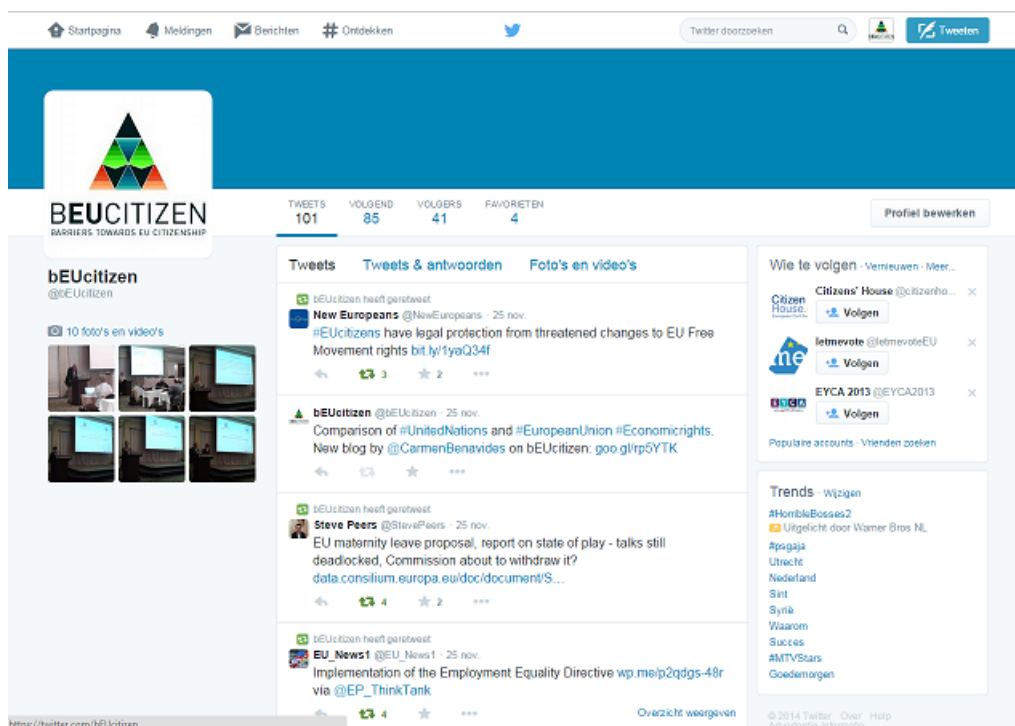 Startpagina Meldingen Berichten Ontdekken Twitter doorzoeken Tweeten
BEUCITIZEN
BARRIERS TOWARDS EU CITIZENSHIP
TWEETS VOLGEND VOLGERS FAVORIETEN
101 85 41 4
Profiel bewerken
bEUcitizen
@bEUcitizen
10 foto's en video's
Tweets Tweets & antwoorden Foto's en video's
bEUcitizen heeft geretweet
New Europeans @NewEuropeans · 25 nov.
#EUcitizens have legal protection from threatened changes to EU Free
Movement rights bit.ly/1yaQ34f
3 2
bEUcitizen @bEUcitizen · 25 nov.
Comparison of #UnitedNations and #EuropeanUnion #Economicrights.
New blog by @CarmenBenavides on bEUcitizen: goo.gl/rp5YTK
bEUcitizen heeft geretweet
Steve Peers @StevePeers · 25 nov.
EU maternity leave proposal, report on state of play - talks still
deadlocked, Commission about to withdraw it?
data.consilium.europa.eu/doc/document/S...
4 2
bEUcitizen heeft geretweet
EU_News1 @EU_News1 · 25 nov.
Implementation of the Employment Equality Directive wp.me/p2qdgs-48r
via @EP_ThinkTank
4
Overzicht weergeven
Wie te volgen · Vernieuwen · Meer...
Citizen
House.
Citizens' House @citizenho...
Volgen
me
letmevote @letmevoteEU
Volgen
EYCA
EYCA 2013 @EYCA2013
Volgen
Populaire accounts · Vrienden zoeken
Trends · Wijzigen
#HorribleBosses2
Uitgelicht door Warner Bros NL
#psgaja
Utrecht
Nederland
Sint
Syrië
Waarom
Succes
#MTVStars
Goedemorgen
© 2014 Twitter Over Help
Advertentie-informatie
https://twitter.com/bEUcitizen